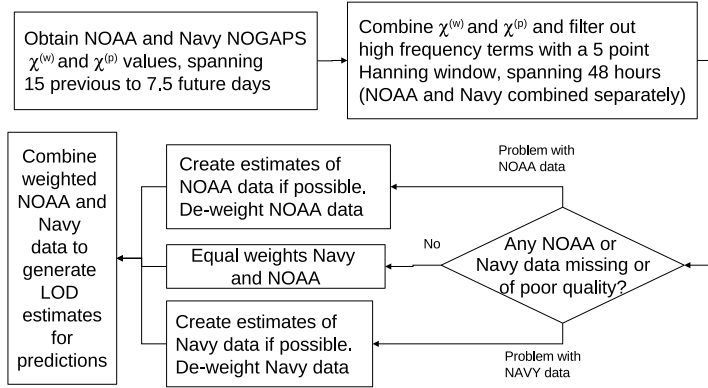 Obtain NOAA and Navy NOGAPS
χ(w) and χ(p) values, spanning
15 previous to 7.5 future days
Combine χ(w) and χ(p) and filter out
high frequency terms with a 5 point
Hanning window, spanning 48 hours
(NOAA and Navy combined separately)
Combine
weighted
NOAA and
Navy
data to
generate
LOD
estimates
for
predictions
Create estimates of
NOAA data if possible.
De-weight NOAA data
Equal weights Navy
and NOAA
Create estimates of
Navy data if possible.
De-weight Navy data
Problem with
NOAA data
No
Any NOAA or
Navy data missing or
of poor quality?
Problem with
NAVY data